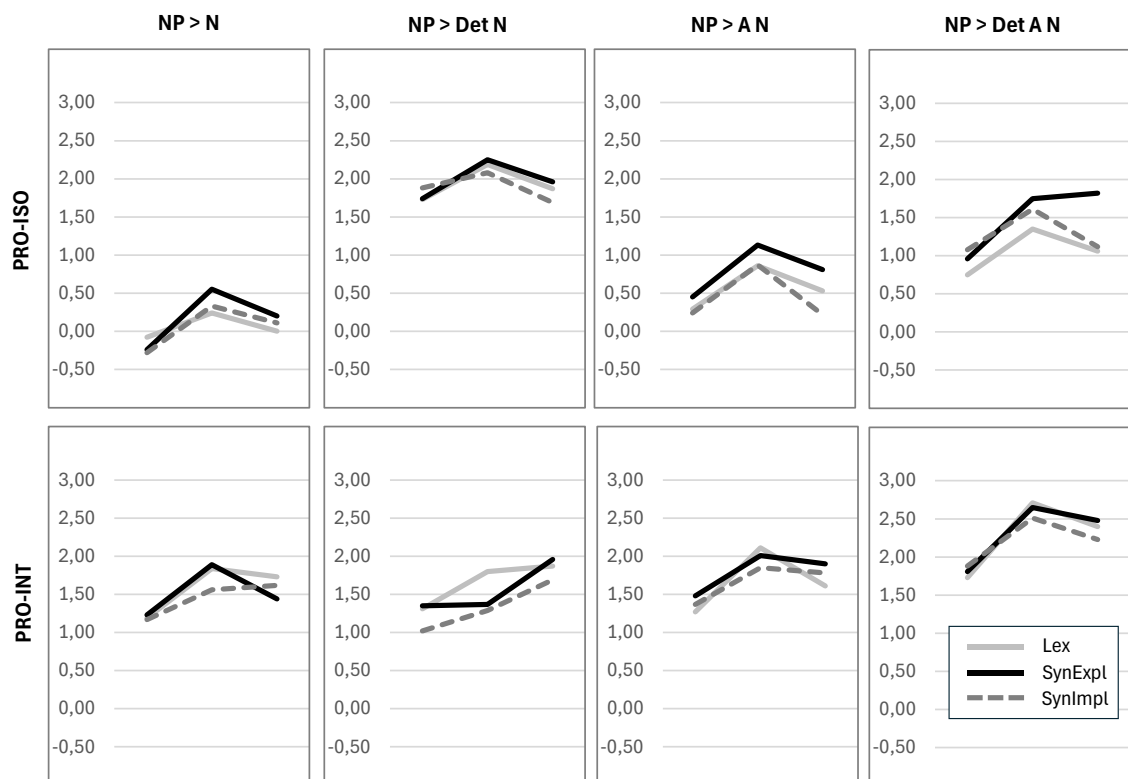 NP > N NP > Det N NP > A N NP > Det A N
PRO-ISO
3,00 3,00 3,00 3,00
2,50 2,50 2,50 2,50
2,00 2,00 2,00 2,00
1,50 1,50 1,50 1,50
1,00 1,00 1,00 1,00
0,50 0,50 0,50 0,50
0,00 0,00 0,00 0,00
-0,50 -0,50 -0,50 -0,50
PRO-INT
3,00 3,00 3,00 3,00
2,50 2,50 2,50 2,50
2,00 2,00 2,00 2,00
1,50 1,50 1,50 1,50
1,00 1,00 1,00 1,00
0,50 0,50 0,50 0,50
0,00 0,00 0,00 0,00
-0,50 -0,50 -0,50 -0,50
Lex
SynExpl
SynImpl